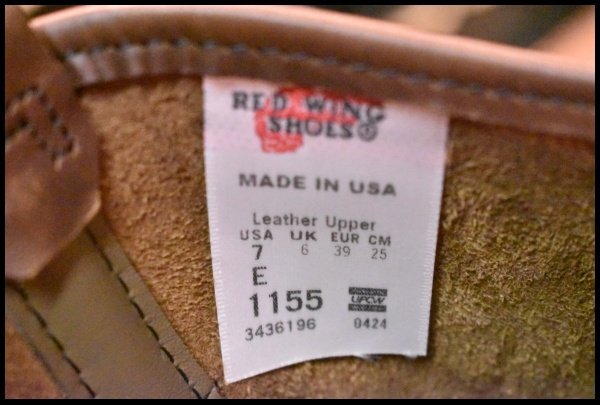 RED WING
SHOES®
MADE IN USA
Leather Upper
USA UK EUR CM
7 6 39 25
E
1155 UFCW
3436196 0424